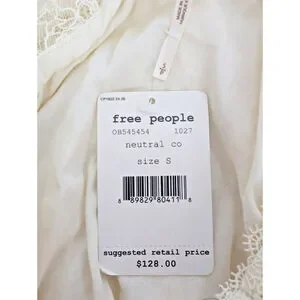 free people
OB545454 1027
neutral co
size S
8 89829 80411 8
suggested retail price
$128.00